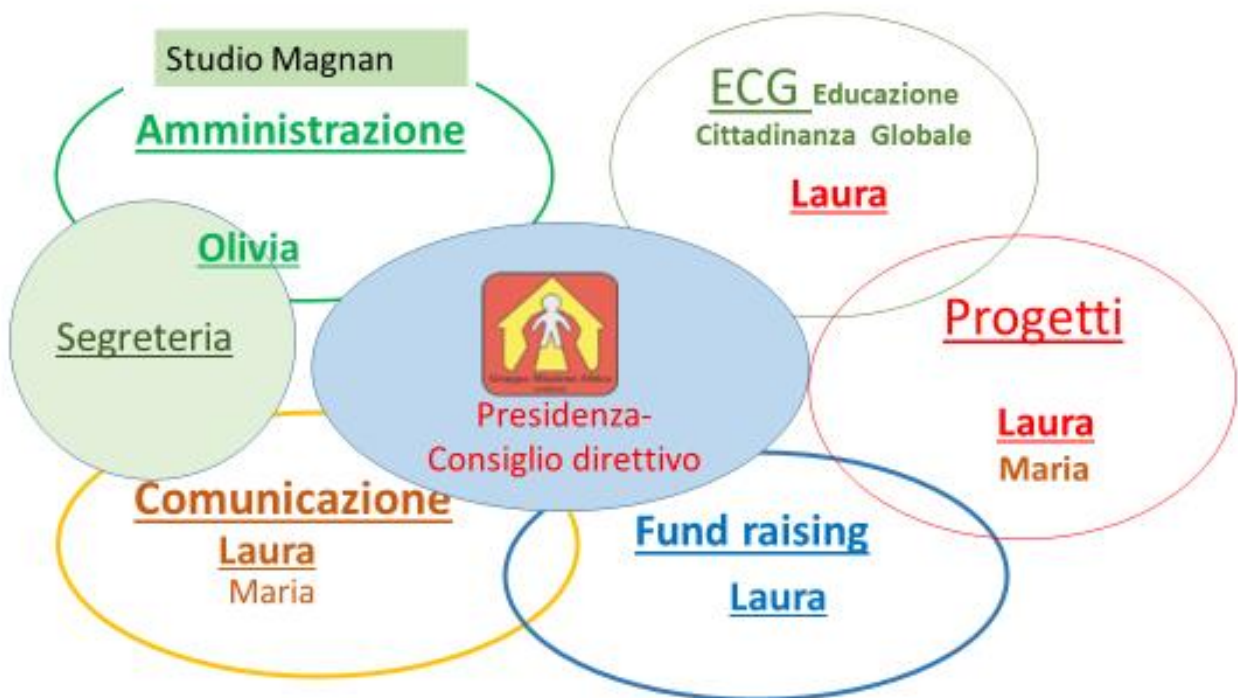 Studio Magnan
Amministrazione
Olivia
Segreteria
ECG Educazione
Cittadinanza Globale
Laura
Progetti
Laura
Maria
Presidenza-
Consiglio direttivo
Comunicazione
Laura
Maria
Fund raising
Laura